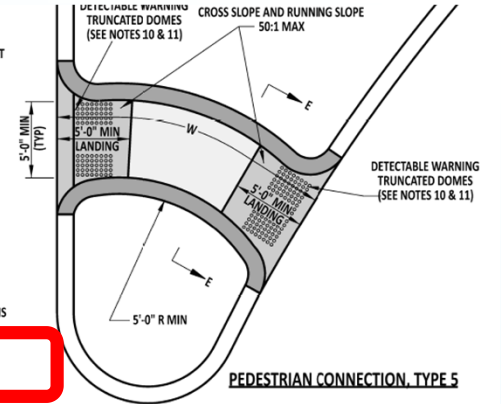 DETECTABLE WARNING
TRUNCATED DOMES
(SEE NOTES 10 & 11)
CROSS SLOPE AND RUNNING SLOPE
50:1 MAX
T
E
5'-0" MIN
(TYP)
5'-0" MIN
LANDING
W
5'-0" MIN
LANDING
DETECTABLE WARNING
TRUNCATED DOMES
(SEE NOTES 10 & 11)
E
5'-0" R MIN
S
PEDESTRIAN CONNECTION, TYPE 5